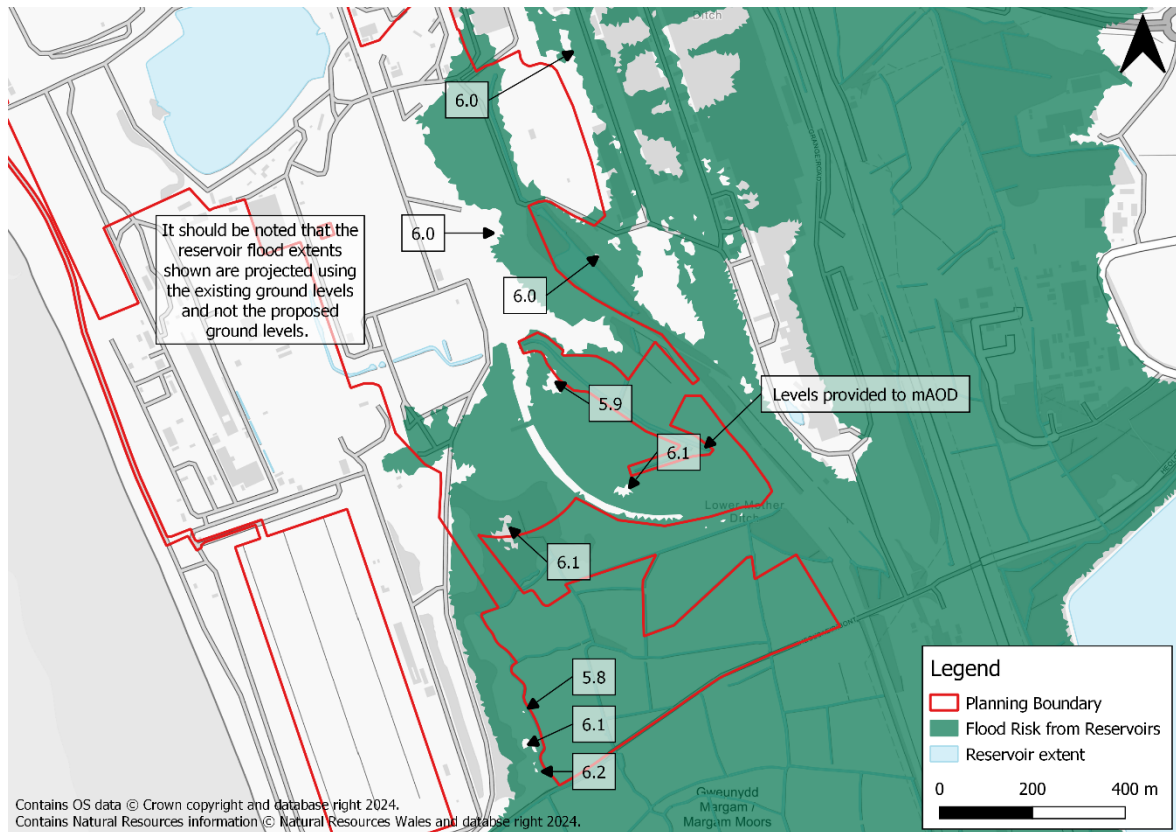 Ditch
6.0
It should be noted that the
reservoir flood extents
shown are projected using
the existing ground levels
and not the proposed
ground levels.
6.0
6.0
Levels provided to mAOD
5.9
6.1
Lower Mother
Ditch
6.1
5.8
6.1
6.2
Legend
Planning Boundary
Flood Risk from Reservoirs
Reservoir extent
0 200 400 m
Gweunydd
Margam /
Margam Moors
Contains OS data © Crown copyright and database right 2024.
Contains Natural Resources information © Natural Resources Wales and databse right 2024.